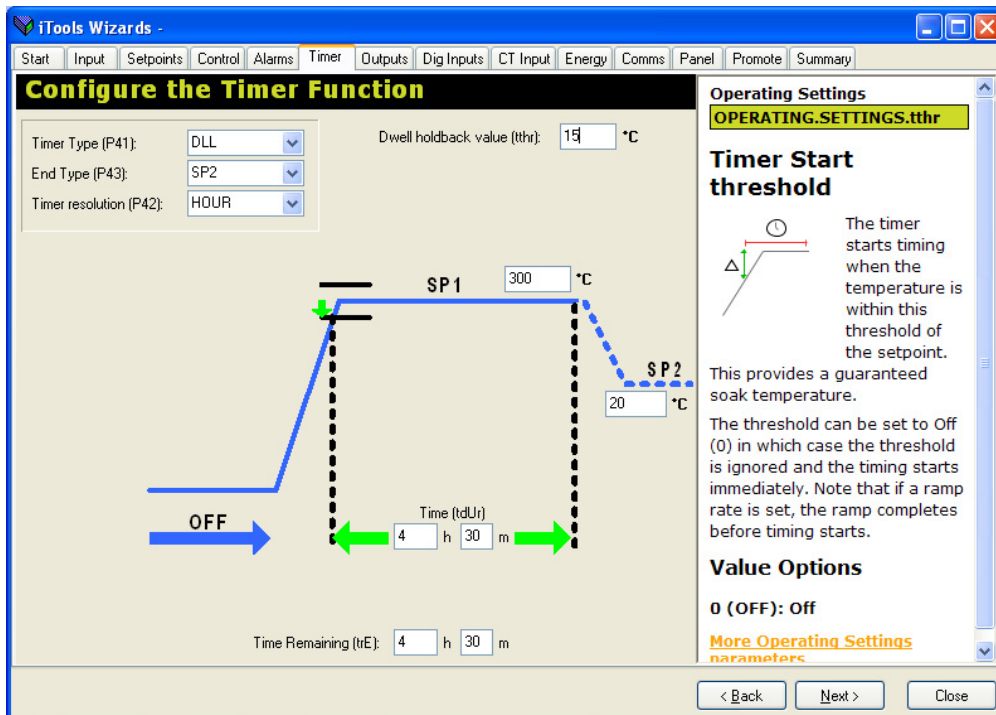 iTools Wizards -
Start Input Setpoints Control Alarms Timer Outputs Dig Inputs CT Input Energy Comms Panel Promote Summary
Configure the Timer Function
Timer Type (P41): DLL
End Type (P43): SP2
Timer resolution (P42): HOUR
Dwell holdback value (tthr): 15 °C
SP1 300 °C
SP2
20 °C
OFF
Time (tdUr)
4 h 30 m
Time Remaining (trE): 4 h 30 m
Operating Settings
OPERATING.SETTINGS.tthr
Timer Start
threshold
Δ
The timer
starts timing
when the
temperature is
within this
threshold of
the setpoint.
This provides a guaranteed
soak temperature.
The threshold can be set to Off
(0) in which case the threshold
is ignored and the timing starts
immediately. Note that if a ramp
rate is set, the ramp completes
before timing starts.
Value Options
0 (OFF): Off
More Operating Settings
parameters
< Back Next > Close